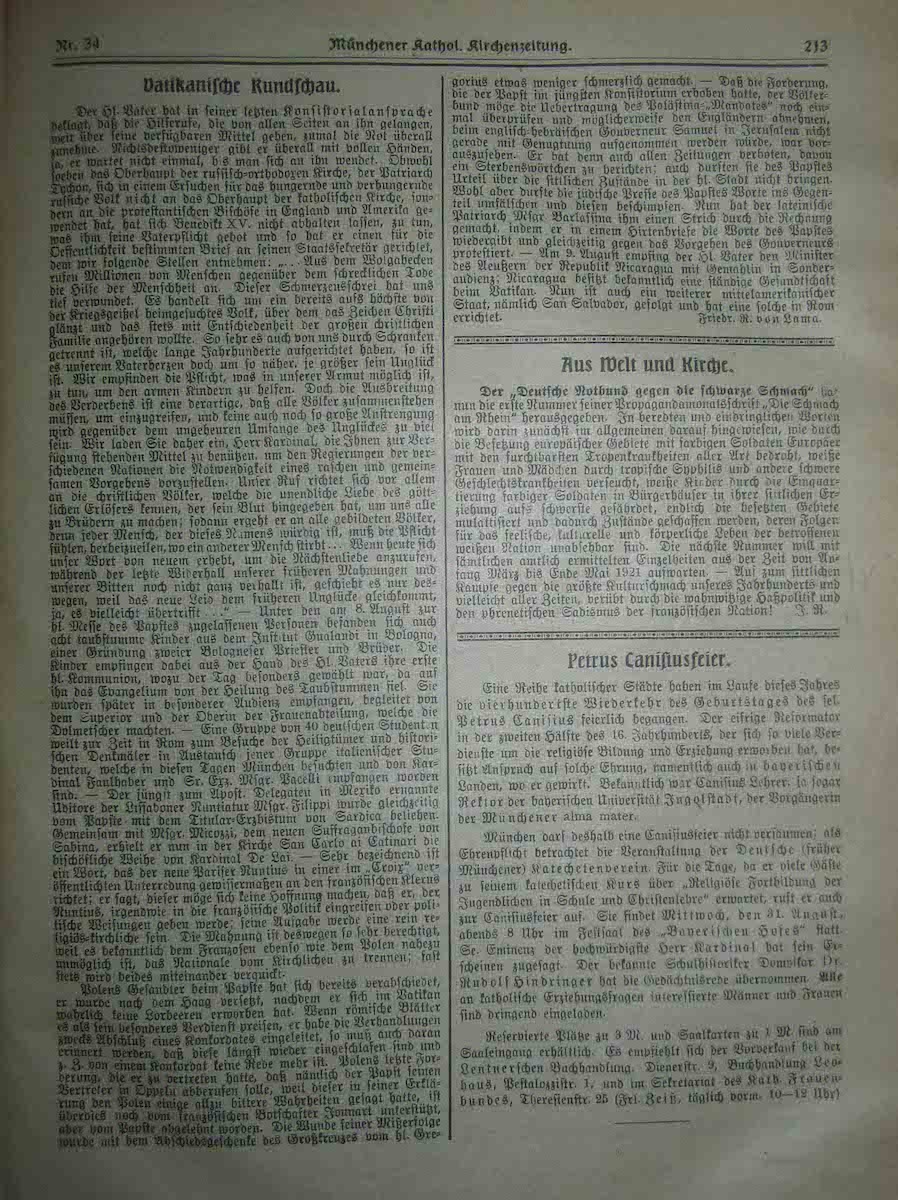 Nr. 34
Münchener Kathol. Kirchenzeitung.
213
Vatikanische Rundschau.
Der Hl. Vater hat in seiner letzten Konsistorialansprache
beklagt, daß die Hilferufe, die von allen Seiten an ihn gelangen,
weit über seine verfügbaren Mittel gehen, zumal die Not überall
zunehme. Nichtsdestoweniger gibt er überall mit vollen Händen,
ja, er wartet nicht einmal, bis man sich an ihn wendet. Obwohl
soeben das Oberhaupt der russisch-orthodoxen Kirche, der Patriarch
Tychon, sich in einem Ersuchen für das hungernde und verhungernde
russische Volk nicht an das Oberhaupt der katholischen Kirche, son-
dern an die protestantischen Bischöfe in England und Amerika ge-
wendet hat, hat sich Benedikt XV. nicht abhalten lassen, zu tun,
was ihm seine Vaterpflicht gebot und so hat er einen für die
Oeffentlichkeit bestimmten Brief an seinen Staatssekretär gerichtet,
dem wir folgende Stellen entnehmen: „... Aus dem Wolgabecken
rufen Millionen von Menschen gegenüber dem schrecklichen Tode
die Hilfe der Menschheit an. Dieser Schmerzensschrei hat uns
tief verwundet. Es handelt sich um ein bereits aufs höchste von
der Kriegsgeißel heimgesuchtes Volk, über dem das Zeichen Christi
glänzt und das stets mit Entschiedenheit der großen christlichen
Familie angehören wollte. So sehr es auch von uns durch Schranken
getrennt ist, welche lange Jahrhunderte aufgerichtet haben, so ist
es unserem Vaterherzen doch um so näher, je größer sein Unglück
ist. Wir empfinden die Pflicht, was in unserer Armut möglich ist,
zu tun, um den armen Kindern zu helfen. Doch die Ausbreitung
des Verderbens ist eine derartige, daß alle Völker zusammenstehen
müssen, um einzugreifen, und keine auch noch so große Anstrengung
wird gegenüber dem ungeheuren Umfange des Unglückes zu viel
ein. Wir laden Sie daher ein, Herr Kardinal, die Ihnen zur Ver-
fügung stehenden Mittel zu benützen, um den Regierungen der ver-
schiedenen Nationen die Notwendigkeit eines raschen und gemein-
samen Vorgehens vorzustellen. Unser Ruf richtet sich vor allem
an die christlichen Völker, welche die unendliche Liebe des gött-
lichen Erlösers kennen, der sein Blut hingegeben hat, um uns alle
zu Brüdern zu machen; sodann ergeht er an alle gebildeten Völker,
denn jeder Mensch, der dieses Namens würdig ist, muß die Pflicht
fühlen, herbeizueilen, wo ein anderer Mensch stirbt... Wenn heute sich
unser Wort von neuem erhebt, um die Nächstenliebe anzurufen,
während der letzte Widerhall unserer früheren Mahnungen und
unserer Bitten noch nicht ganz verhallt ist, geschieht es nur des-
wegen, weil das neue Leid dem früheren Unglücke gleichkommt,
ja, es vielleicht übertrifft...“ — Unter den am 8. August zur
hl. Messe des Papstes zugelassenen Personen befanden sich auch
acht taubstumme Kinder aus dem Institut Gualandi in Bologna,
einer Gründung zweier Bologneser Priester und Brüder. Die
Kinder empfingen dabei aus der Hand des Hl. Vaters ihre erste
hl. Kommunion, wozu der Tag besonders gewählt war, da auf
ihn das Evangelium von der Heilung des Taubstummen fiel. Sie
wurden später in besonderer Audienz empfangen, begleitet von
dem Superior und der Oberin der Frauenabteilung, welche die
Dolmetscher machten. — Eine Gruppe von 40 deutschen Studenten
weilt zur Zeit in Rom zum Besuche der Heiligtümer und histori-
schen Denkmäler in Austausch jener Gruppe italienischer Stu-
denten, welche in diesen Tagen München besuchten und von Kar-
dinal Faulhaber und Sr. Exz. Msgr. Pacelli empfangen worden
sind. — Der jüngst zum Apost. Delegaten in Mexiko ernannte
Uditore der Lissaboner Nuntiatur Msgr. Filippi wurde gleichzeitig
vom Papste mit dem Titular-Erzbistum von Sardica beliehen.
Gemeinsam mit Msgr. Micozzi, dem neuen Suffraganbischofe von
Sabina, erhielt er nun in der Kirche San Carlo ai Catinari die
bischöfliche Weihe von Kardinal De Lai. — Sehr bezeichnend ist
ein Wort, das der neue Pariser Nuntius in einer im „Croix“ ver-
öffentlichten Unterredung gewissermaßen an den französischen Klerus
richtet; er sagt, dieser möge sich keine Hoffnung machen, daß er, der
Nuntius, irgendwie in die französische Politik eingreifen oder poli-
tische Weisungen geben werde; seine Aufgabe werde eine rein re-
ligiös-kirchliche sein. Die Mahnung ist deswegen so sehr berechtigt,
weil es bekanntlich dem Franzosen ebenso wie dem Polen nahezu
unmöglich ist, das Nationale vom Kirchlichen zu trennen; fast
stets wird beides miteinander verquickt.
Polens Gesandter beim Papste hat sich bereits verabschiedet,
er wurde nach dem Haag versetzt, nachdem er sich im Vatikan
wahrlich keine Lorbeeren erworben hat. Wenn römische Blätter
es als sein besonderes Verdienst preisen, er habe die Verhandlungen
zwecks Abschluß eines Konkordates eingeleitet, so muß auch daran
erinnert werden, daß diese längst wieder eingeschlafen sind und
z. Z. von einem Konkordat keine Rede mehr ist. Polens letzte For-
derung, die er zu vertreten hatte, daß nämlich der Papst seinen
Vertreter in Oppeln abberufen solle, weil dieser in seiner Erklä-
rung den Polen einige allzu bittere Wahrheiten gesagt hatte, ist
überdies noch vom französischen Botschafter Jonnart unterstützt,
aber vom Papste abgelehnt worden. Die Wunde seiner Mißerfolge
wurde mit dem Abschiedsgeschenke des Großkreuzes vom hl. Gre-
gorius etwas weniger schmerzlich gemacht. — Daß die Forderung,
die der Papst im jüngsten Konsistorium erhoben hatte, der Völker-
bund möge die Uebertragung des Palästina-„Mandates“ noch ein-
mal überprüfen und möglicherweise den Engländern abnehmen,
beim englisch-hebräischen Gouverneur Samuel in Jerusalem nicht
gerade mit Genugtuung aufgenommen werden würde, war vor-
auszusehen. Er hat denn auch allen Zeitungen verboten, davon
ein Sterbenswörtchen zu berichten; auch durften sie des Papstes
Urteil über die sittlichen Zustände in der hl. Stadt nicht bringen.
Wohl aber durfte die jüdische Presse des Papstes Worte ins Gegen-
teil umfälschen und diesen beschimpfen. Nun hat der lateinische
Patriarch Msgr. Barlassina ihm einen Strich durch die Rechnung
gemacht, indem er in einem Hirtenbriefe die Worte des Papstes
wiedergibt und gleichzeitig gegen das Vorgehen des Gouverneurs
protestiert. — Am 9. August empfing der Hl. Vater den Minister
des Aeußern der Republik Nicaragua mit Gemahlin in Sonder-
audienz; Nicaragua besitzt bekanntlich eine ständige Gesandtschaft
beim Vatikan. Nun ist auch ein weiterer mittelamerikanischer
Staat, nämlich San Salvador, gefolgt und hat eine solche in Rom
errichtet. Friedr. R. von Lama.
Aus Welt und Kirche.
Der „Deutsche Notbund gegen die schwarze Schmach“ hat
nun die erste Nummer seiner Propagandamonatsschrift „Die Schmach
am Rhein“ herausgegeben. In beredten und eindringlichen Worten
wird darin zunächst im allgemeinen darauf hingewiesen, wie durch
die Besetzung europäischer Gebiete mit farbigen Soldaten Europäer
mit den furchtbarsten Tropenkrankheiten aller Art bedroht, weiße
Frauen und Mädchen durch tropische Syphilis und andere schwere
Geschlechtskrankheiten verseucht, weiße Kinder durch die Einquar-
tierung farbiger Soldaten in Bürgerhäuser in ihrer sittlichen Er-
ziehung aufs schwerste gefährdet, endlich die besetzten Gebiete
mulattisiert und dadurch Zustände geschaffen werden, deren Folgen
für das seelische, kulturelle und körperliche Leben der betroffenen
weißen Nation unabsehbar sind. Die nächste Nummer will mit
sämtlichen amtlich ermittelten Einzelheiten aus der Zeit von An-
fang März bis Ende Mai 1921 aufwarten. — Auf zum sittlichen
Kampfe gegen die größte Kulturschmach unseres Jahrhunderts und
vielleicht aller Zeiten, verübt durch die wahnwitzige Haßpolitik und
den phrenetischen Sadismus der französischen Nation! J. R.
Petrus Canisiusfeier.
Eine Reihe katholischer Städte haben im Laufe dieses Jahres
die vierhundertste Wiederkehr des Geburtstages des sel.
Petrus Canisius feierlich begangen. Der eifrige Reformator
in der zweiten Hälfte des 16. Jahrhunderts, der sich so viele Ver-
dienste um die religiöse Bildung und Erziehung erworben hat, be-
sitzt Anspruch auf solche Ehrung, namentlich auch in bayerischen
Landen, wo er gewirkt. Bekanntlich war Canisius Lehrer, ja sogar
Rektor der bayerischen Universität Ingolstadt, der Vorgängerin
der Münchener alma mater.
München darf deshalb eine Canisiusfeier nicht versäumen; als
Ehrenpflicht betrachtet die Veranstaltung der Deutsche (früher
Münchener) Katechetenverein. Für die Tage, da er viele Gäste
zu seinem katechetischen Kurs über „Religiöse Fortbildung der
Jugendlichen in Schule und Christenlehre“ erwartet, ruft er auch
zur Canisiusfeier auf. Sie findet Mittwoch, den 31. August,
abends 8 Uhr im Festsaal des „Bayerischen Hofes“ statt.
Se. Eminenz der hochwürdigste Herr Kardinal hat sein Er-
scheinen zugesagt. Der bekannte Schulhistoriker Domvikar Dr.
Rudolf Hindringer hat die Gedächtnisrede übernommen. Alle
an katholische Erziehungsfragen interessierte Männer und Frauen
sind dringend eingeladen.
Reservierte Plätze zu 3 M. und Saalkarten zu 1 M. sind am
Saaleingang erhältlich. Es empfiehlt sich der Vorverkauf bei der
Lentnerschen Buchhandlung, Dienerstr. 9, Buchhandlung Leo-
haus, Pestalozzistr. 1, und im Sekretariat des Kath. Frauen-
bundes, Theresienstr. 25 (Frl. Zeiß, täglich vorm. 10—12 Uhr)